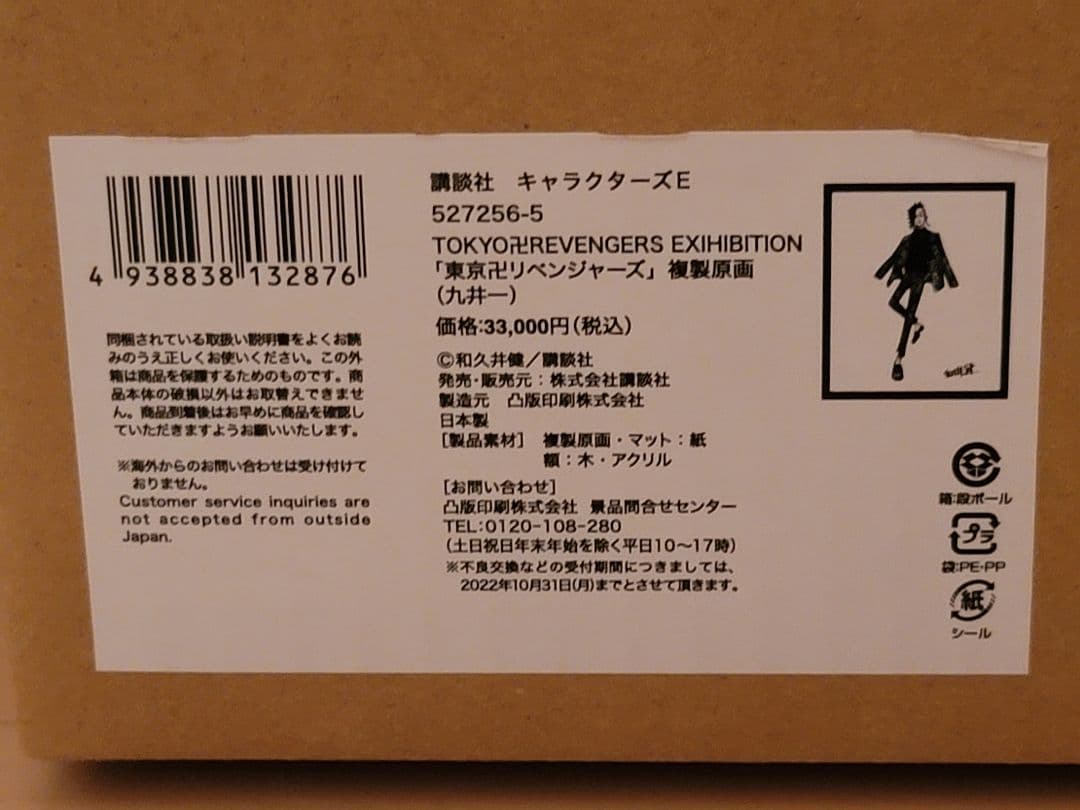 講談社　キャラクターズE
527256-5
TOKYO卍REVENGERS EXIHIBITION
「東京卍リベンジャーズ」複製原画
（九井一）
価格:33,000円（税込）
©和久井健／講談社
発売・販売元：株式会社講談社
製造元　凸版印刷株式会社
日本製
［製品素材］　複製原画・マット：紙
額：木・アクリル
［お問い合わせ］
凸版印刷株式会社　景品問合せセンター
TEL:0120-108-280
（土日祝日年末年始を除く平日10～17時）
※不良交換などの受付期間につきましては、
2022年10月31日(月)までとさせて頂きます。
4 938838 132876
同梱されている取扱い説明書をよくお読
みのうえ正しくお使いください。この外
箱は商品を保護するためのものです。商
品本体の破損以外はお取替えできませ
ん。商品到着後はお早めに商品を確認し
ていただきますようお願いいたします。
※海外からのお問い合わせは受け付けて
おりません。
Customer service inquiries are
not accepted from outside
Japan.
箱:段ボール
プラ
袋:PE・PP
紙
シール